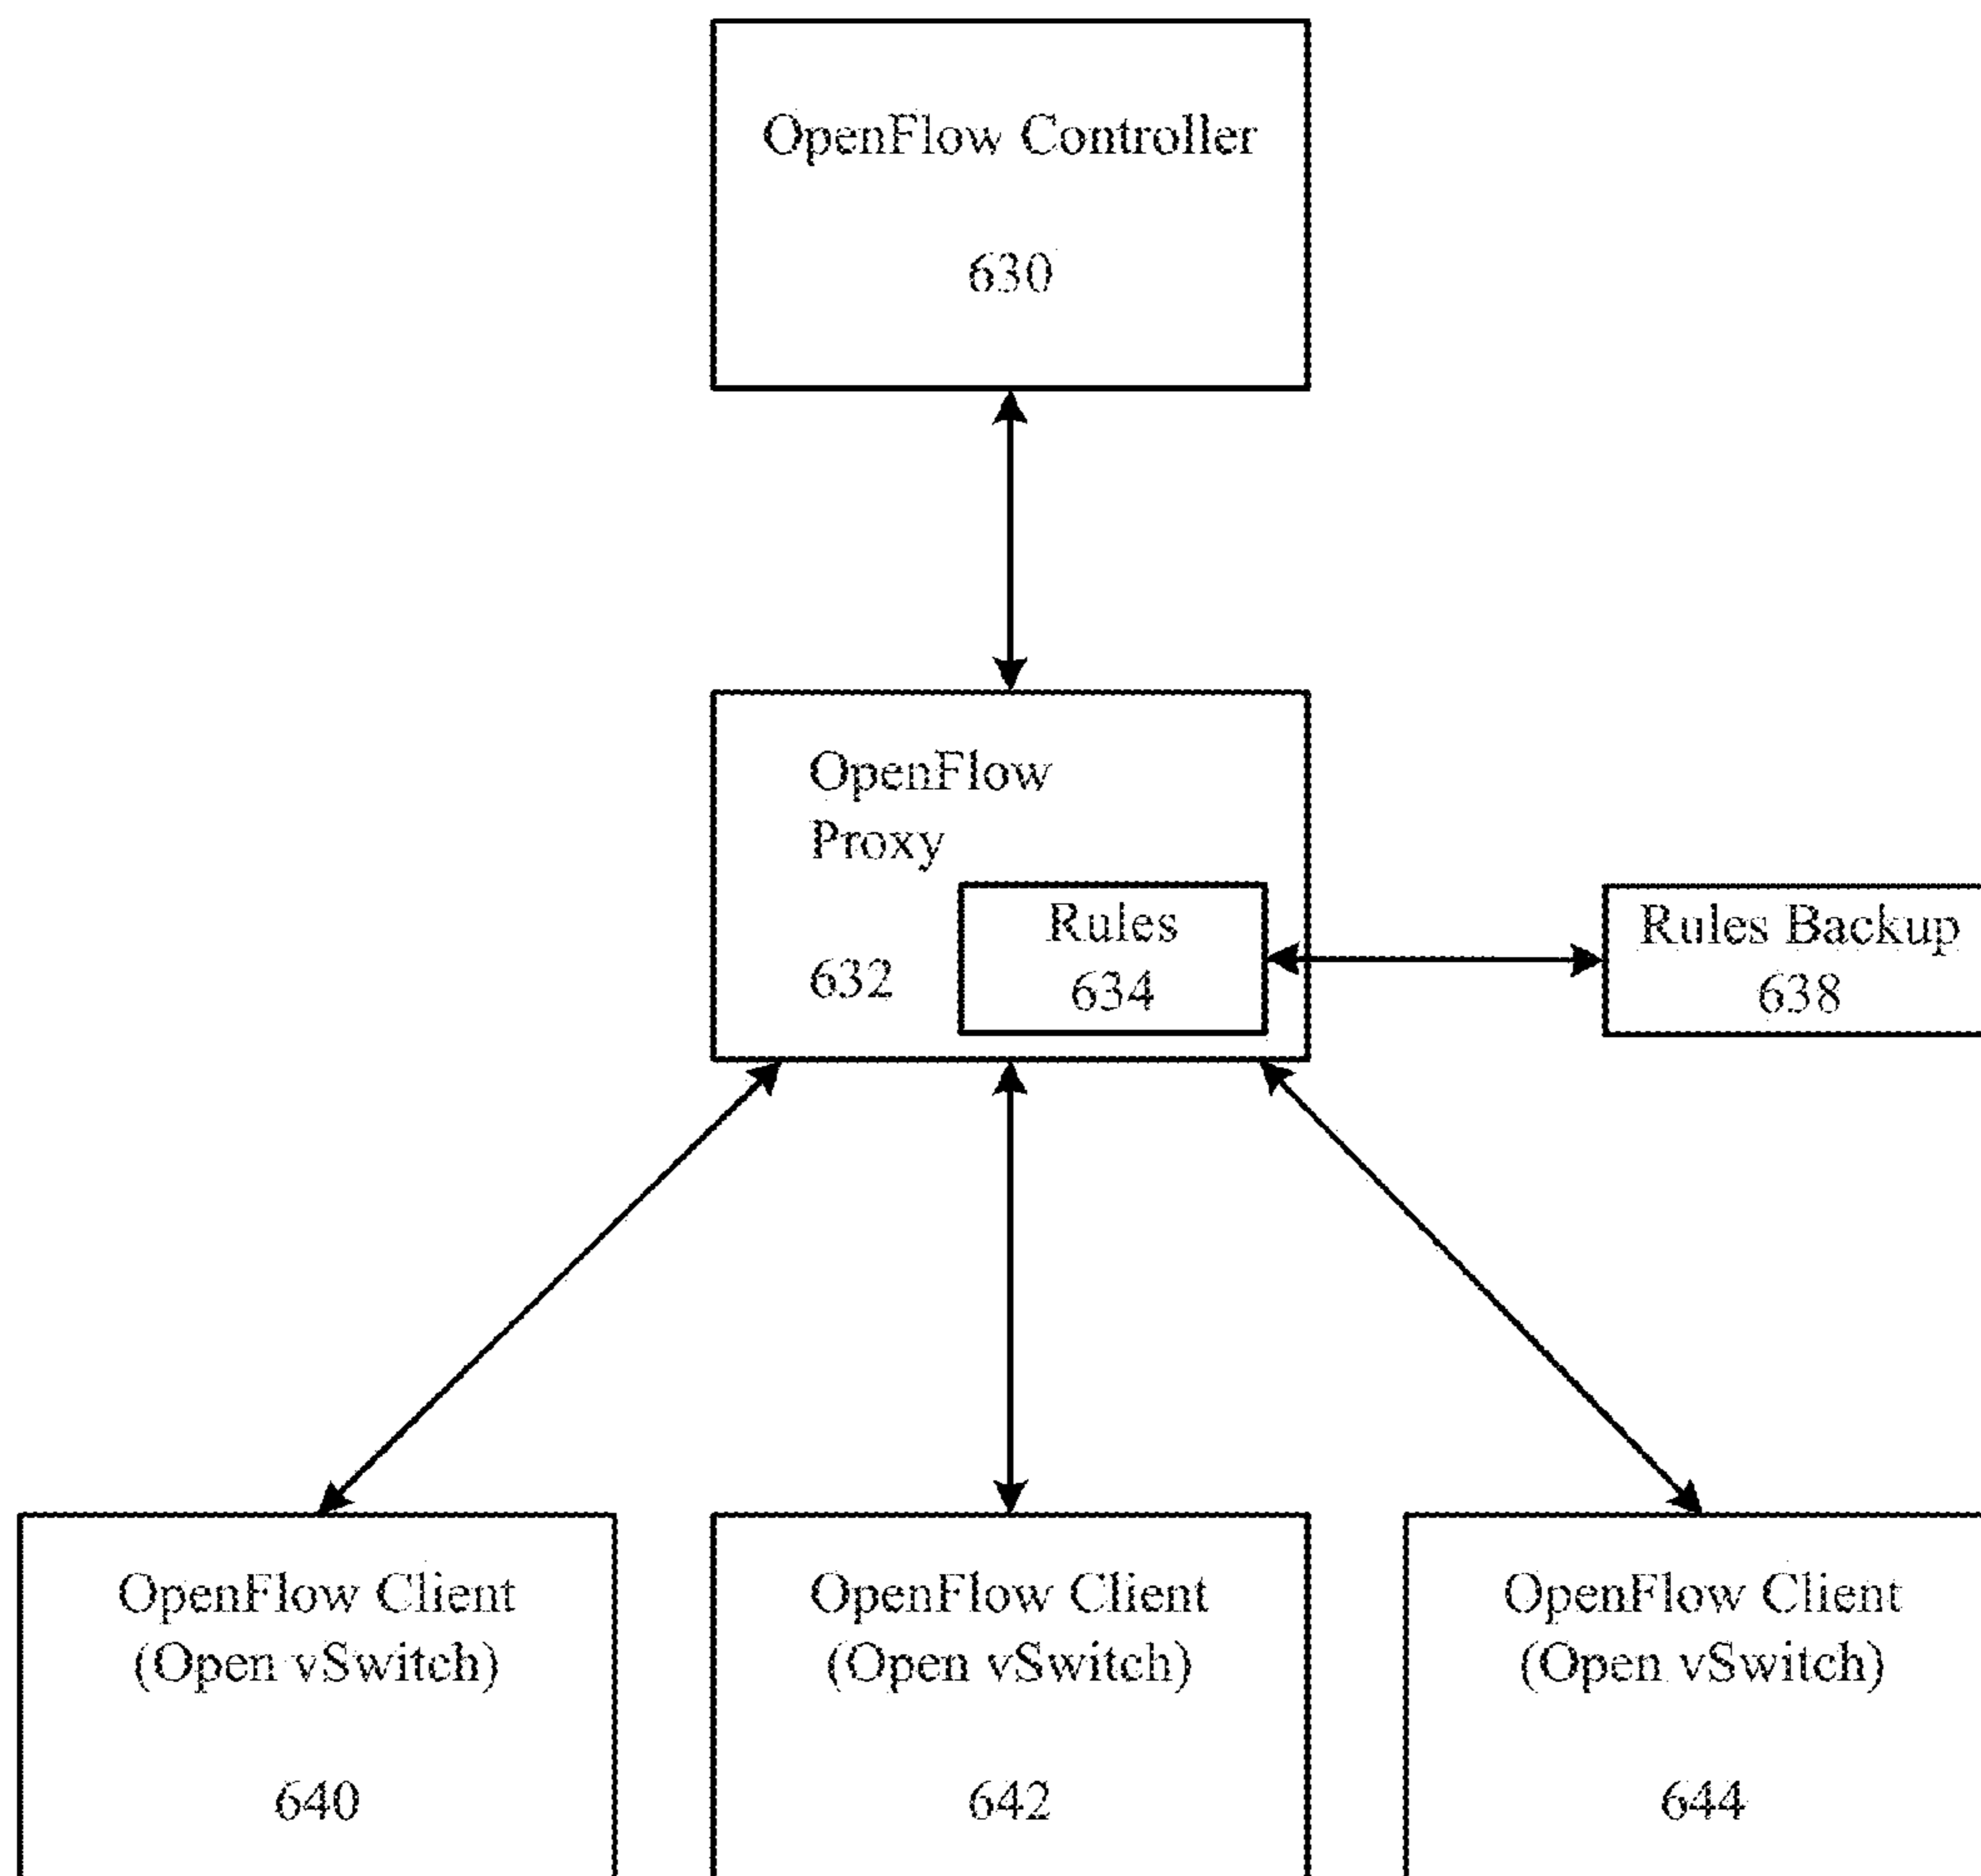 OpenFlow Controller
630
OpenFlow
Proxy
632
Rules
634
Rules Backup
638
OpenFlow Client
(Open vSwitch)
640
OpenFlow Client
(Open vSwitch)
642
OpenFlow Client
(Open vSwitch)
644